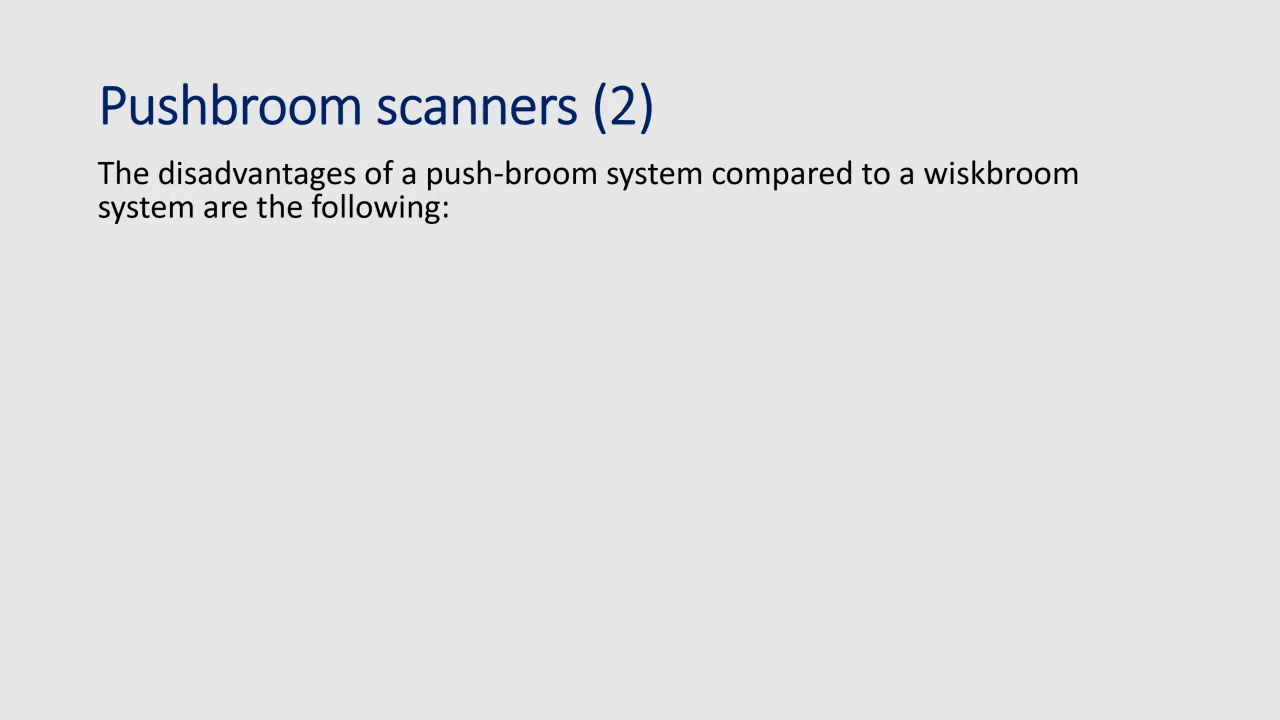 Pushbroom scanners (2)
The disadvantages of a push-broom system compared to a wiskbroom
system are the following: